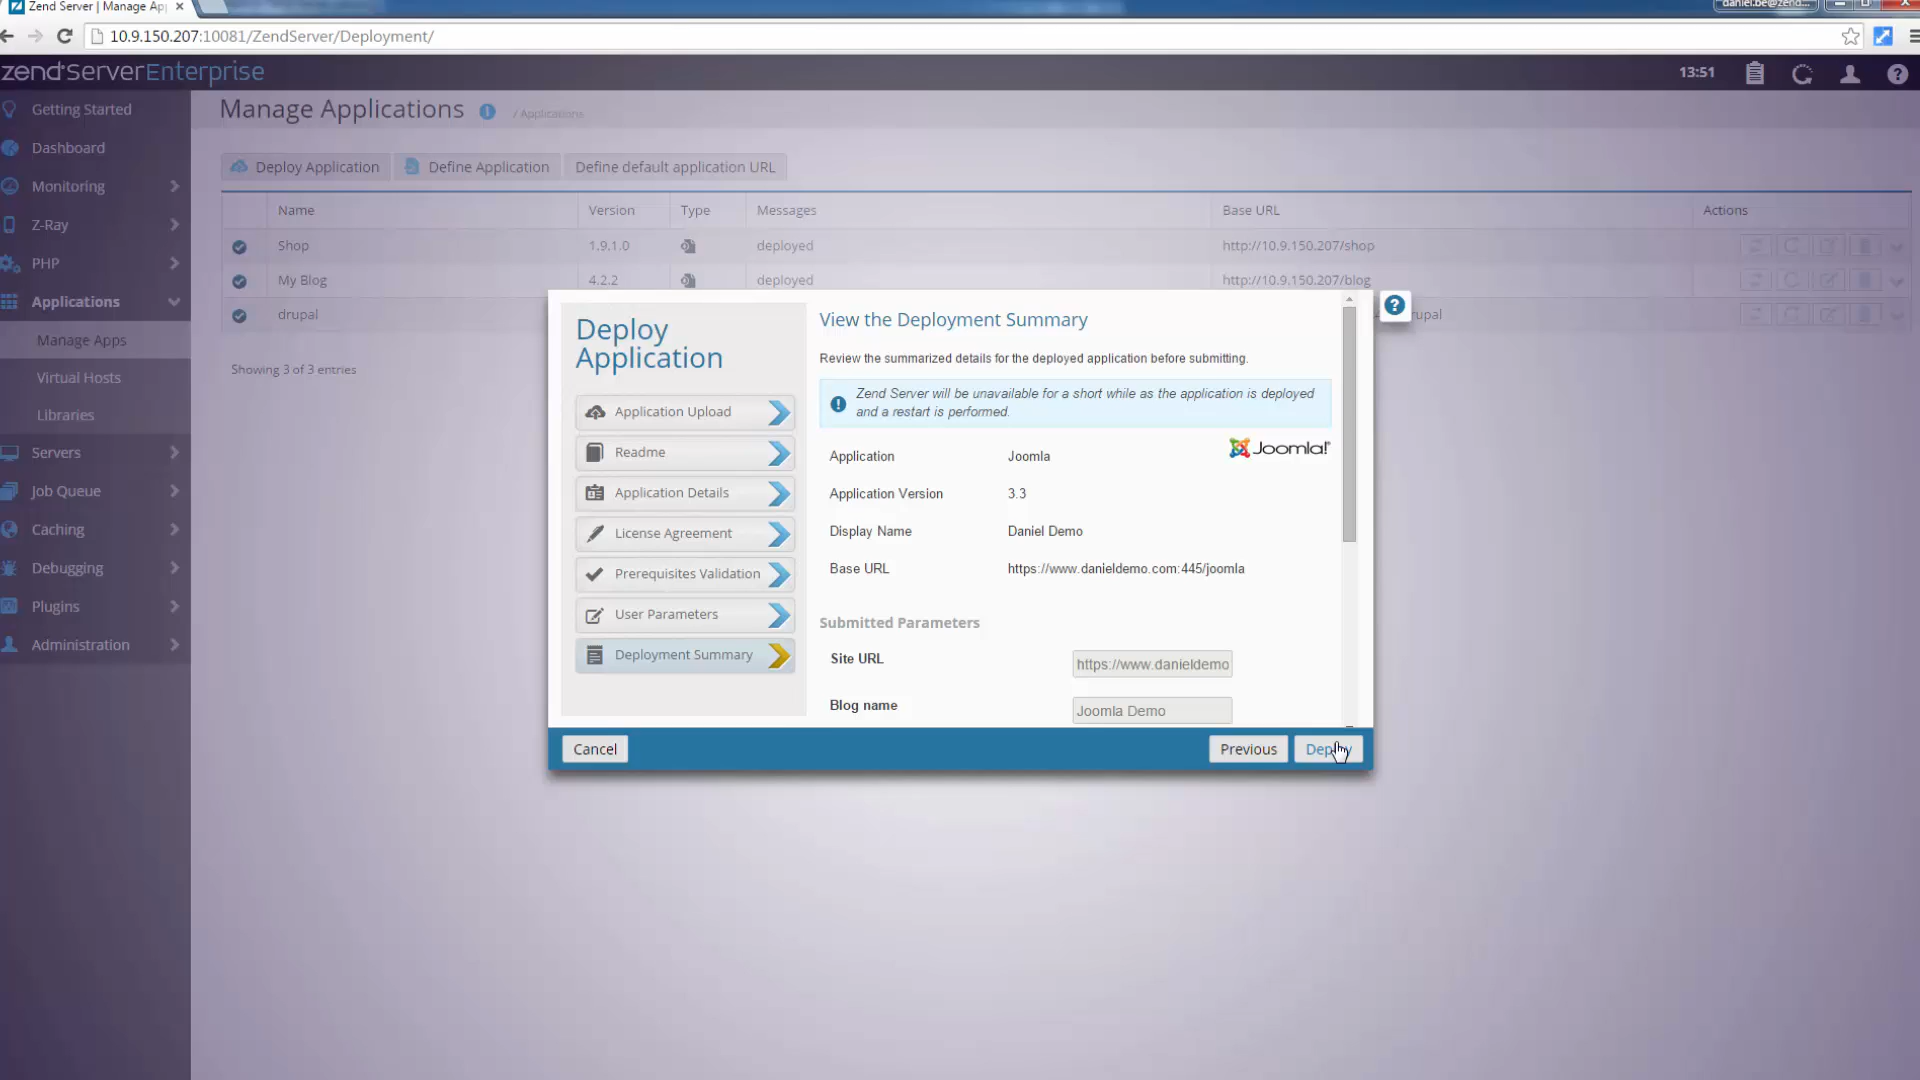 Zend Server | Manage Ap
daniel.be@zend...
10.9.150.207:10081/ZendServer/Deployment/
zend Server Enterprise
13:51
Getting Started
Dashboard
Monitoring
Z-Ray
PHP
Applications
Manage Apps
Virtual Hosts
Libraries
Servers
Job Queue
Caching
Debugging
Plugins
Administration
Manage Applications
/ Applications
Deploy Application
Define Application
Define default application URL
Name Version Type Messages Base URL Actions
Shop 1.9.1.0 deployed http://10.9.150.207/shop
My Blog 4.2.2 deployed http://10.9.150.207/blog
drupal rupal
Showing 3 of 3 entries
Deploy
Application
Application Upload
Readme
Application Details
License Agreement
Prerequisites Validation
User Parameters
Deployment Summary
View the Deployment Summary
Review the summarized details for the deployed application before submitting.
Zend Server will be unavailable for a short while as the application is deployed
and a restart is performed.
Joomla!
Application Joomla
Application Version 3.3
Display Name Daniel Demo
Base URL https://www.danieldemo.com:445/joomla
Submitted Parameters
Site URL https://www.danieldemo
Blog name Joomla Demo
Cancel
Previous
Deploy